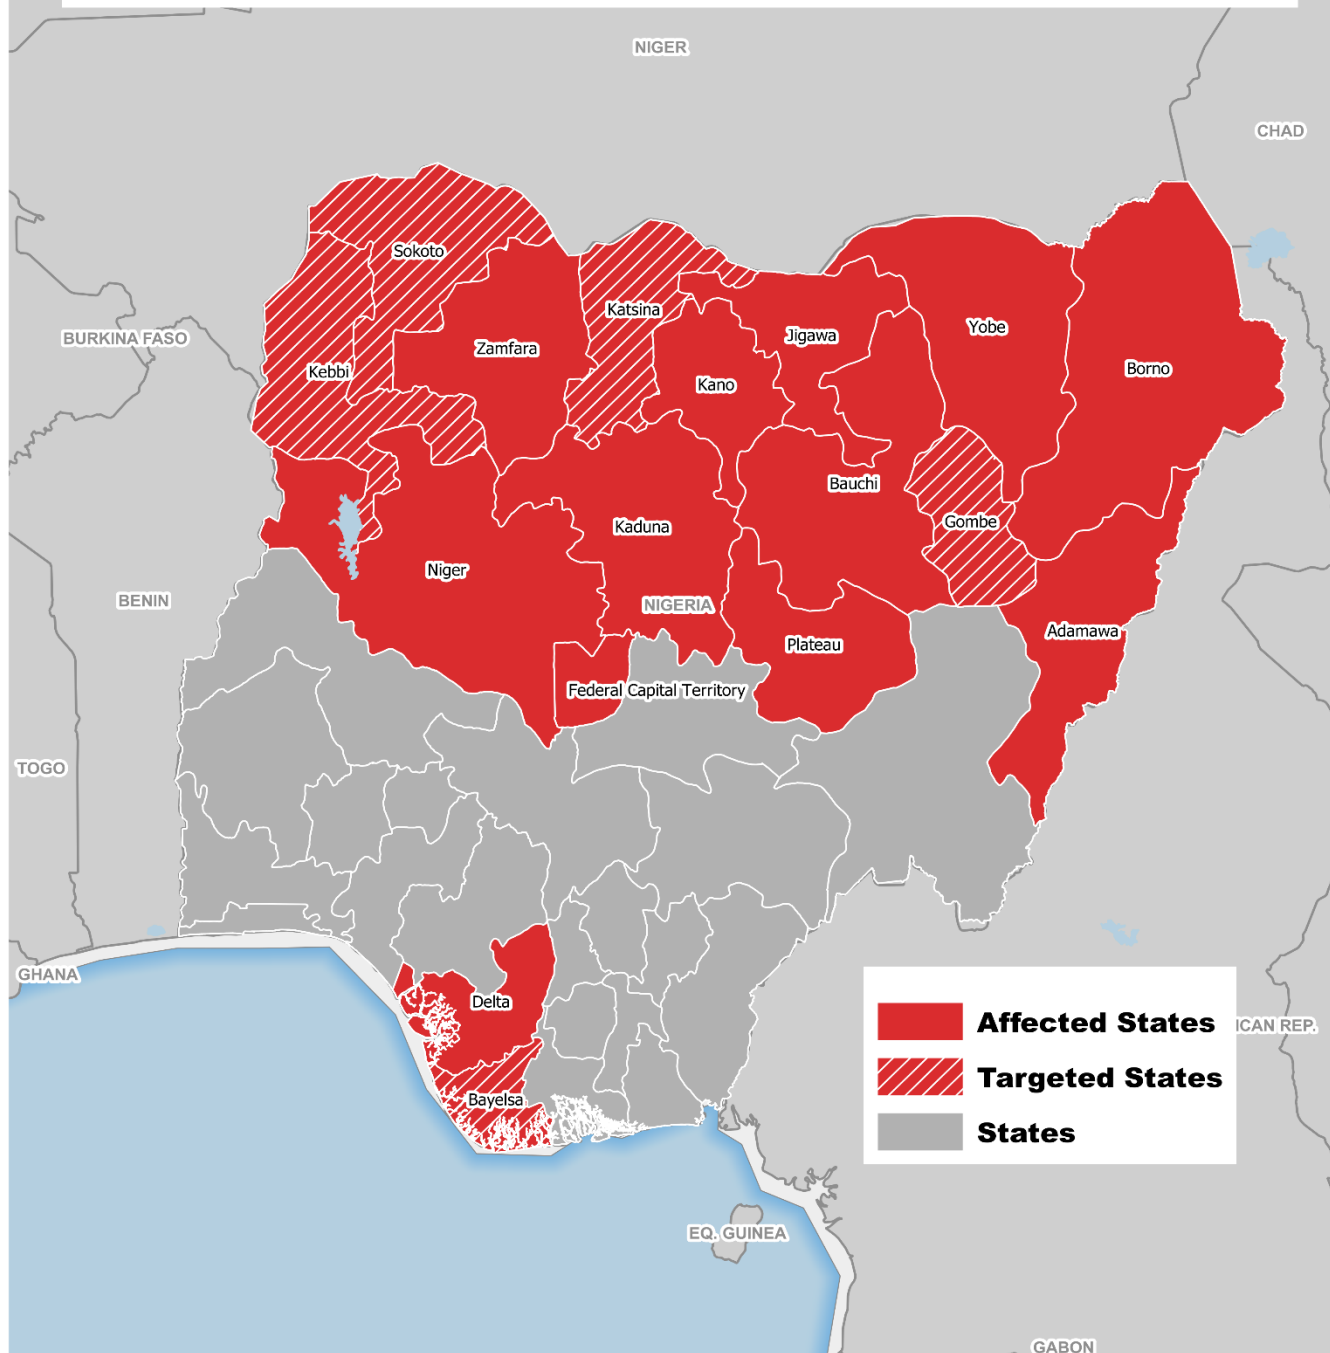 NIGER
CHAD
Sokoto
Katsina
Yobe
Jigawa
BURKINA FASO
Zamfara
Kebbi
Borno
Kano
Bauchi
Gombe
Kaduna
Niger
BENIN
NIGERIA
Adamawa
Plateau
Federal Capital Territory
TOGO
GHANA
Delta
Affected States
ICAN REP.
Targeted States
Bayelsa
States
EQ. GUINEA
GABON